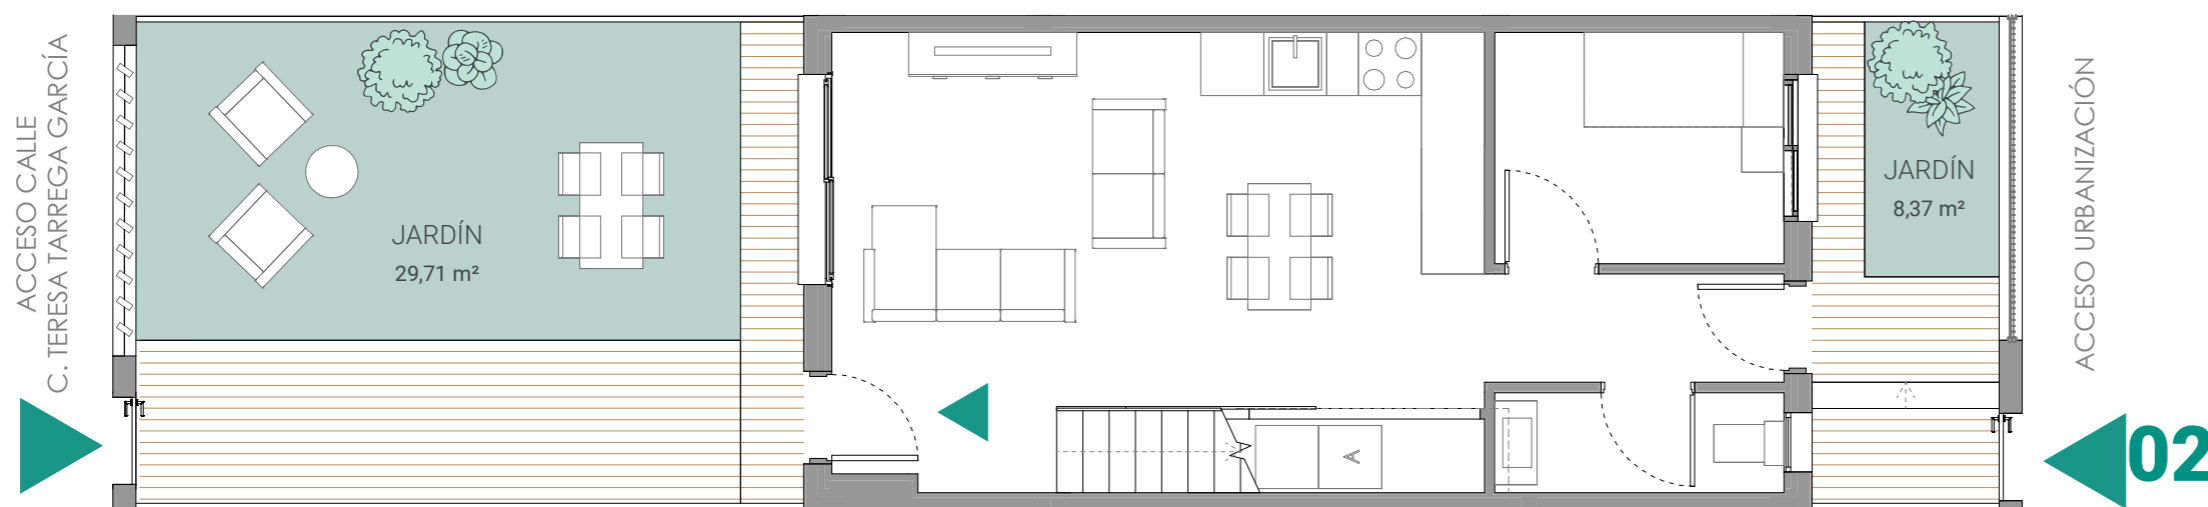 ACCESO CALLE
C. TERESA TARREGA GARCÍA
JARDÍN
29,71 m²
A
JARDÍN
8,37 m²
ACCESO URBANIZACIÓN
02